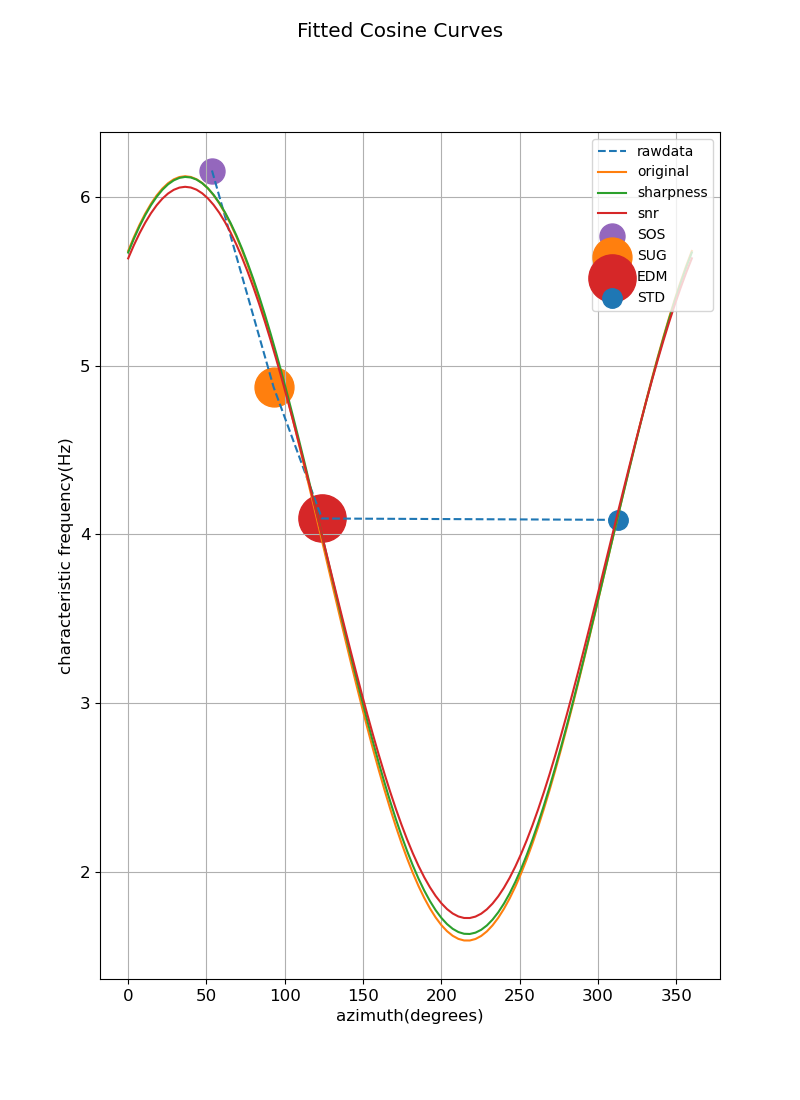 Fitted Cosine Curves
rawdata
original
sharpness
snr
SOS
SUG
EDM
STD
6
5
4
3
2
characteristic frequency(Hz)
0 50 100 150 200 250 300 350
azimuth(degrees)